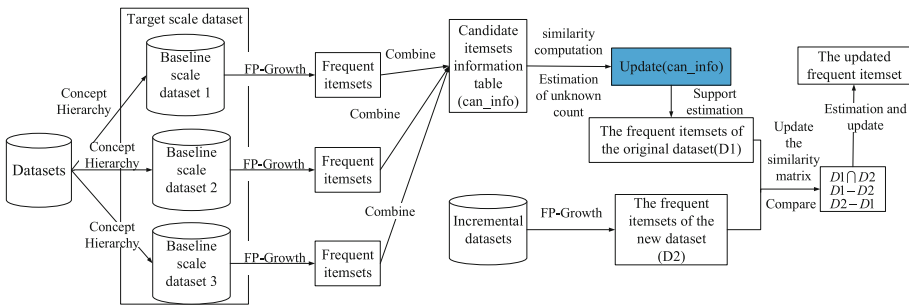 Target scale dataset
Datasets
Concept
Hierarchy
Concept
Hierarchy
Concept
Hierarchy
Baseline
scale
dataset 1
Baseline
scale
dataset 2
Baseline
scale
dataset 3
FP-Growth
FP-Growth
FP-Growth
Frequent
itemsets
Frequent
itemsets
Frequent
itemsets
Combine
Combine
Combine
Candidate
itemsets
information
table
(can_info)
similarity
computation
Estimation
of unknown
count
Update(can_info)
Support
estimation
The frequent itemsets of
the original dataset(D1)
Incremental
datasets
FP-Growth
The frequent
itemsets of the
new dataset
(D2)
Update
the
similarity
matrix
Compare
D1⋂D2
D1−D2
D2−D1
Estimation
and update
The updated
frequent itemset